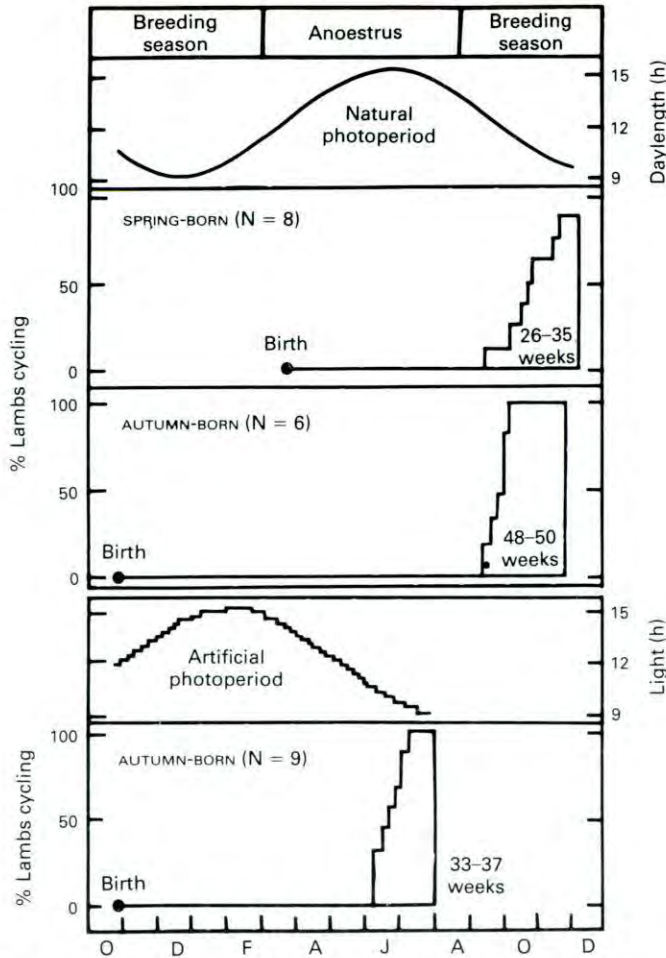 Breeding
season
Anoestrus
Breeding
season
Natural
photoperiod
15
12
9
Daylength (h)
100
SPRING-BORN (N = 8)
50
Birth
26–35
weeks
0
% Lambs cycling
100
AUTUMN-BORN (N = 6)
50
48–50
weeks
Birth
0
15
Artificial
photoperiod
12
9
Light (h)
100
AUTUMN-BORN (N = 9)
% Lambs cycling
50
33–37
weeks
Birth
0
O D F A J A O D